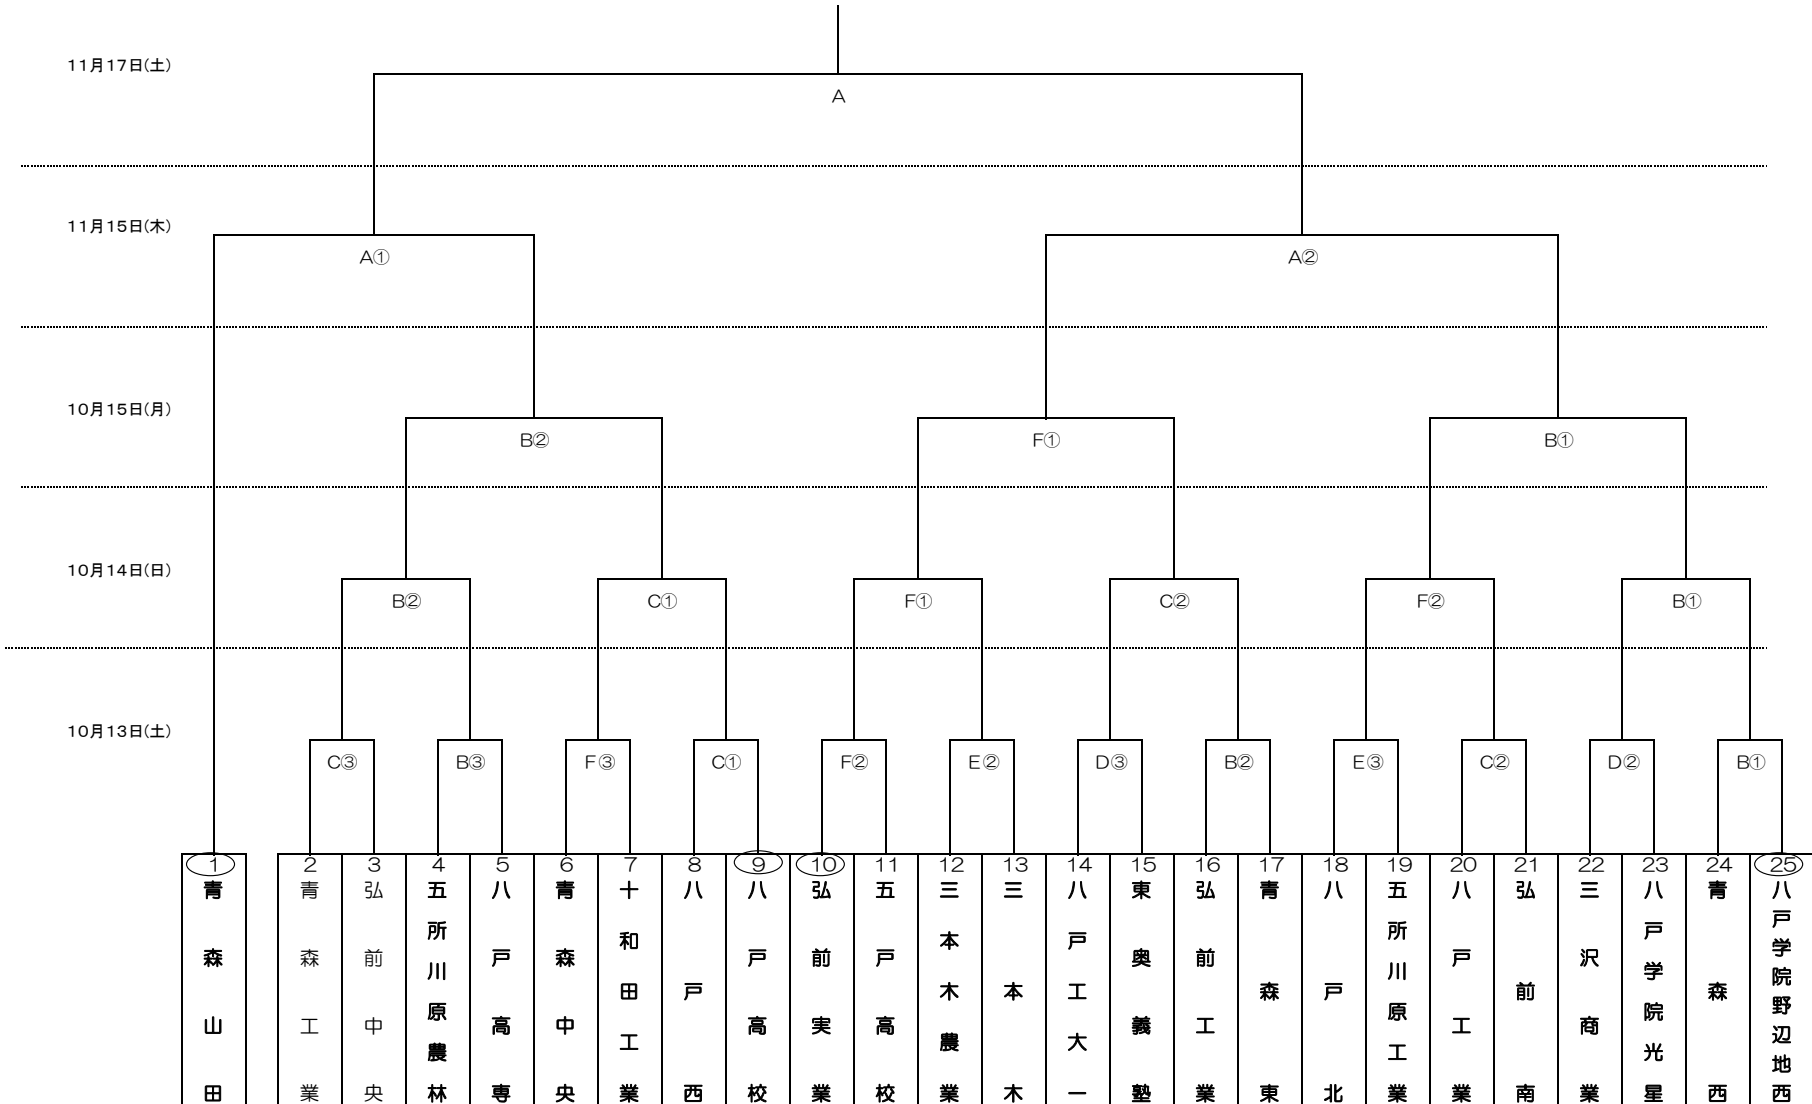 11月17日(土)
A
11月15日(木)
A①
A②
10月15日(月)
B②
F①
B①
10月14日(日)
B②
C①
F①
C②
F②
B①
10月13日(土)
C③
B③
F③
C①
F②
E②
D③
B②
E③
C②
D②
B①
1
2
3
4
5
6
7
8
9
10
11
12
13
14
15
16
17
18
19
20
21
22
23
24
25
青森山田
青森工業
弘前中央
五所川原農林
八戸高専
青森中央
十和田工業
八戸西
八戸高校
弘前実業
五戸高校
三本木農業
三本木
八戸工大一
東奥義塾
弘前工業
青森東
八戸北
五所川原工業
八戸工業
弘前南
三沢商業
八戸学院光星
青森西
八戸学院野辺地西